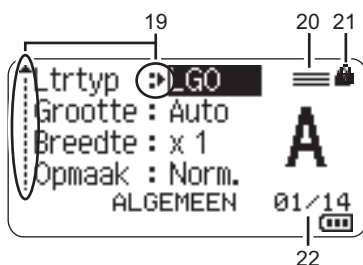 19 20 21
Ltrtyp : LGO
Grootte : Auto
Breedte : x 1
Opmaak : Norm.
A
ALGEMEEN 01/14
22